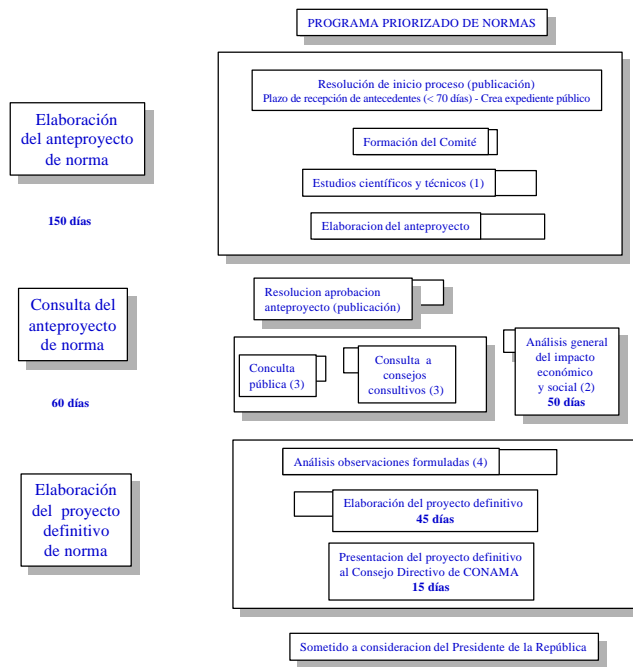 PROGRAMA PRIORIZADO DE NORMAS
Elaboración
del anteproyecto
de norma
150 días
Resolución de inicio proceso (publicación)
Plazo de recepción de antecedentes (< 70 días) - Crea expediente público
Formación del Comité
Estudios científicos y técnicos (1)
Elaboracion del anteproyecto
Consulta del
anteproyecto
de norma
60 días
Resolucion aprobacion
anteproyecto (publicación)
Conculta
pública (3)
Consulta a
consejos
consultivos (3)
Análisis general
del impacto
económico
y social (2)
50 días
Elaboración
del proyecto
definitivo
de norma
Análisis observaciones formuladas (4)
Elaboración del proyecto definitivo
45 días
Presentacion del proyecto definitivo
al Consejo Directivo de CONAMA
15 días
Sometido a consideracion del Presidente de la República